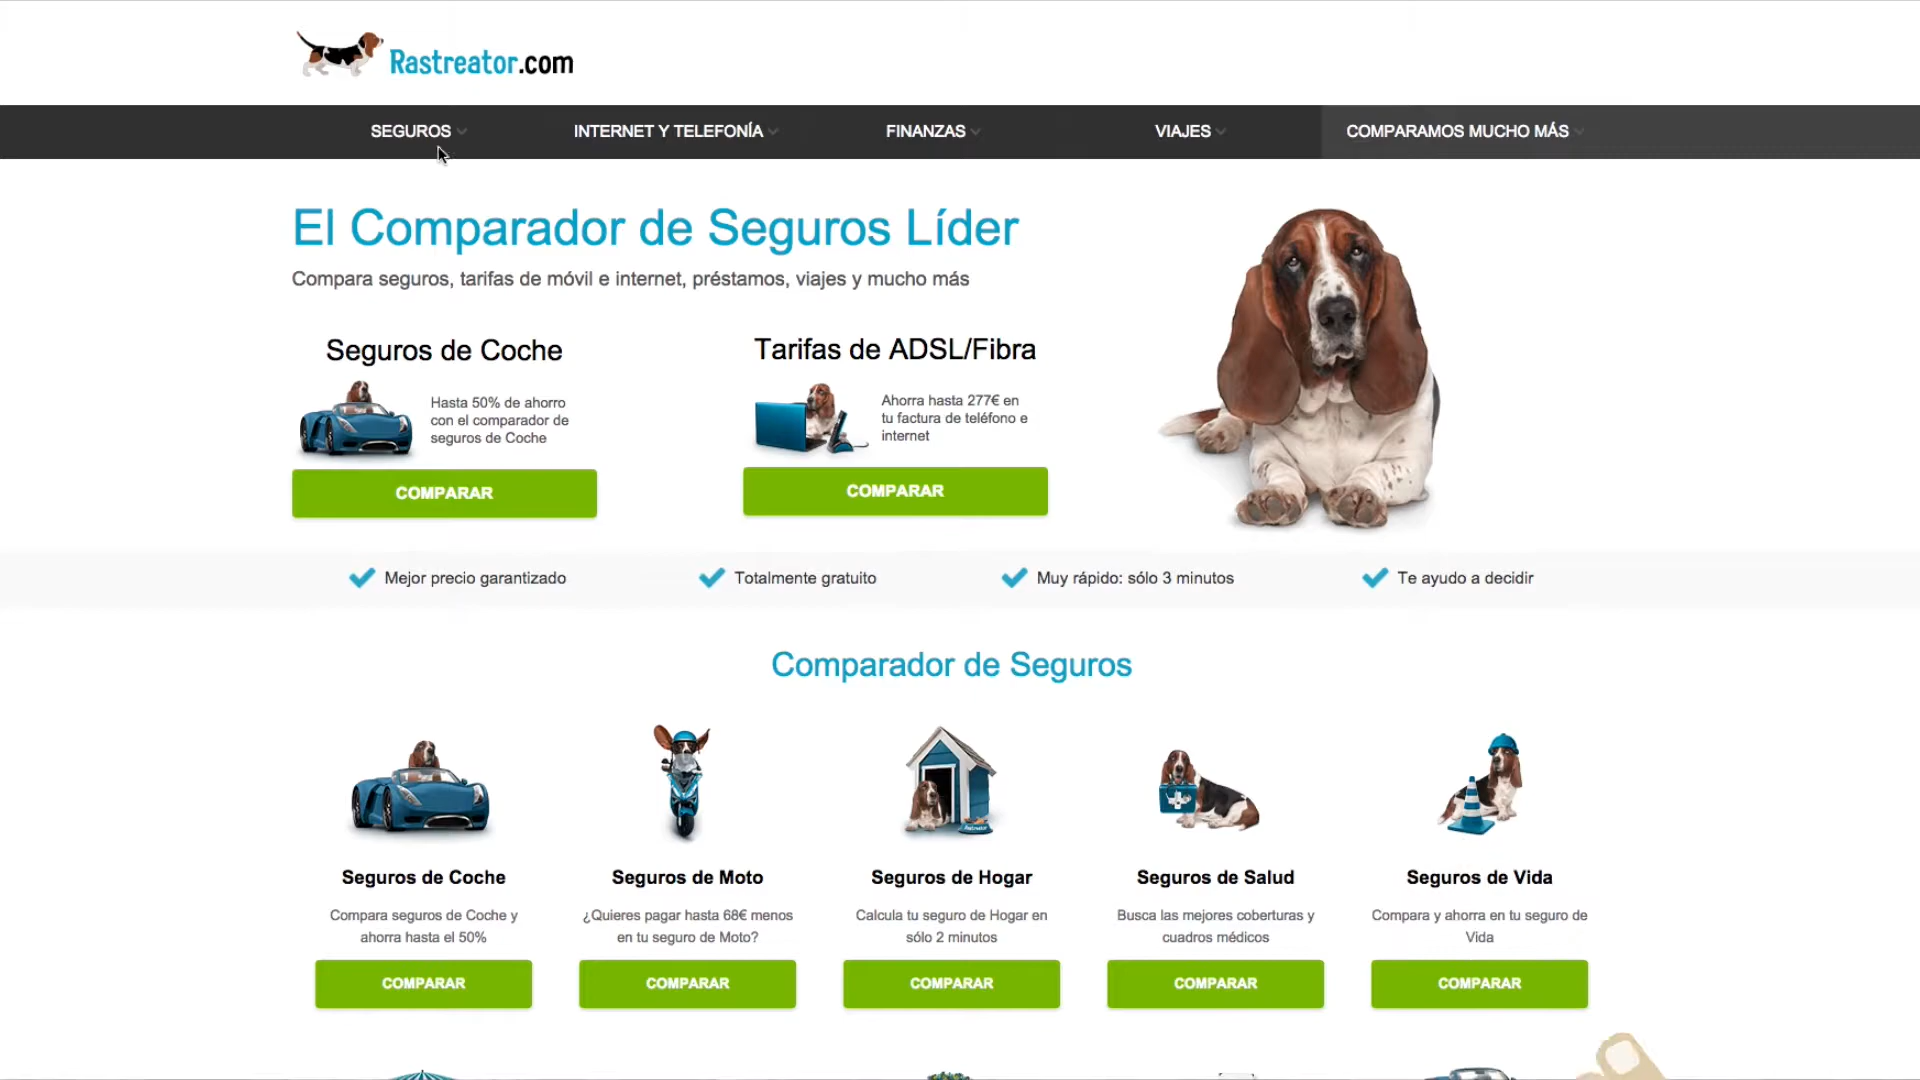 Rastreator.com
SEGUROS
INTERNET Y TELEFONÍA
FINANZAS
VIAJES
COMPARAMOS MUCHO MÁS
El Comparador de Seguros Líder
Compara seguros, tarifas de móvil e internet, préstamos, viajes y mucho más
Seguros de Coche
Hasta 50% de ahorro
con el comparador de
seguros de Coche
COMPARAR
Tarifas de ADSL/Fibra
Ahorra hasta 277€ en
tu factura de teléfono e
internet
COMPARAR
Mejor precio garantizado
Totalmente gratuito
Muy rápido: sólo 3 minutos
Te ayudo a decidir
Comparador de Seguros
Rastreator
Seguros de Coche
Compara seguros de Coche y
ahorra hasta el 50%
COMPARAR
Seguros de Moto
¿Quieres pagar hasta 68€ menos
en tu seguro de Moto?
COMPARAR
Seguros de Hogar
Calcula tu seguro de Hogar en
sólo 2 minutos
COMPARAR
Seguros de Salud
Busca las mejores coberturas y
cuadros médicos
COMPARAR
Seguros de Vida
Compara y ahorra en tu seguro de
Vida
COMPARAR